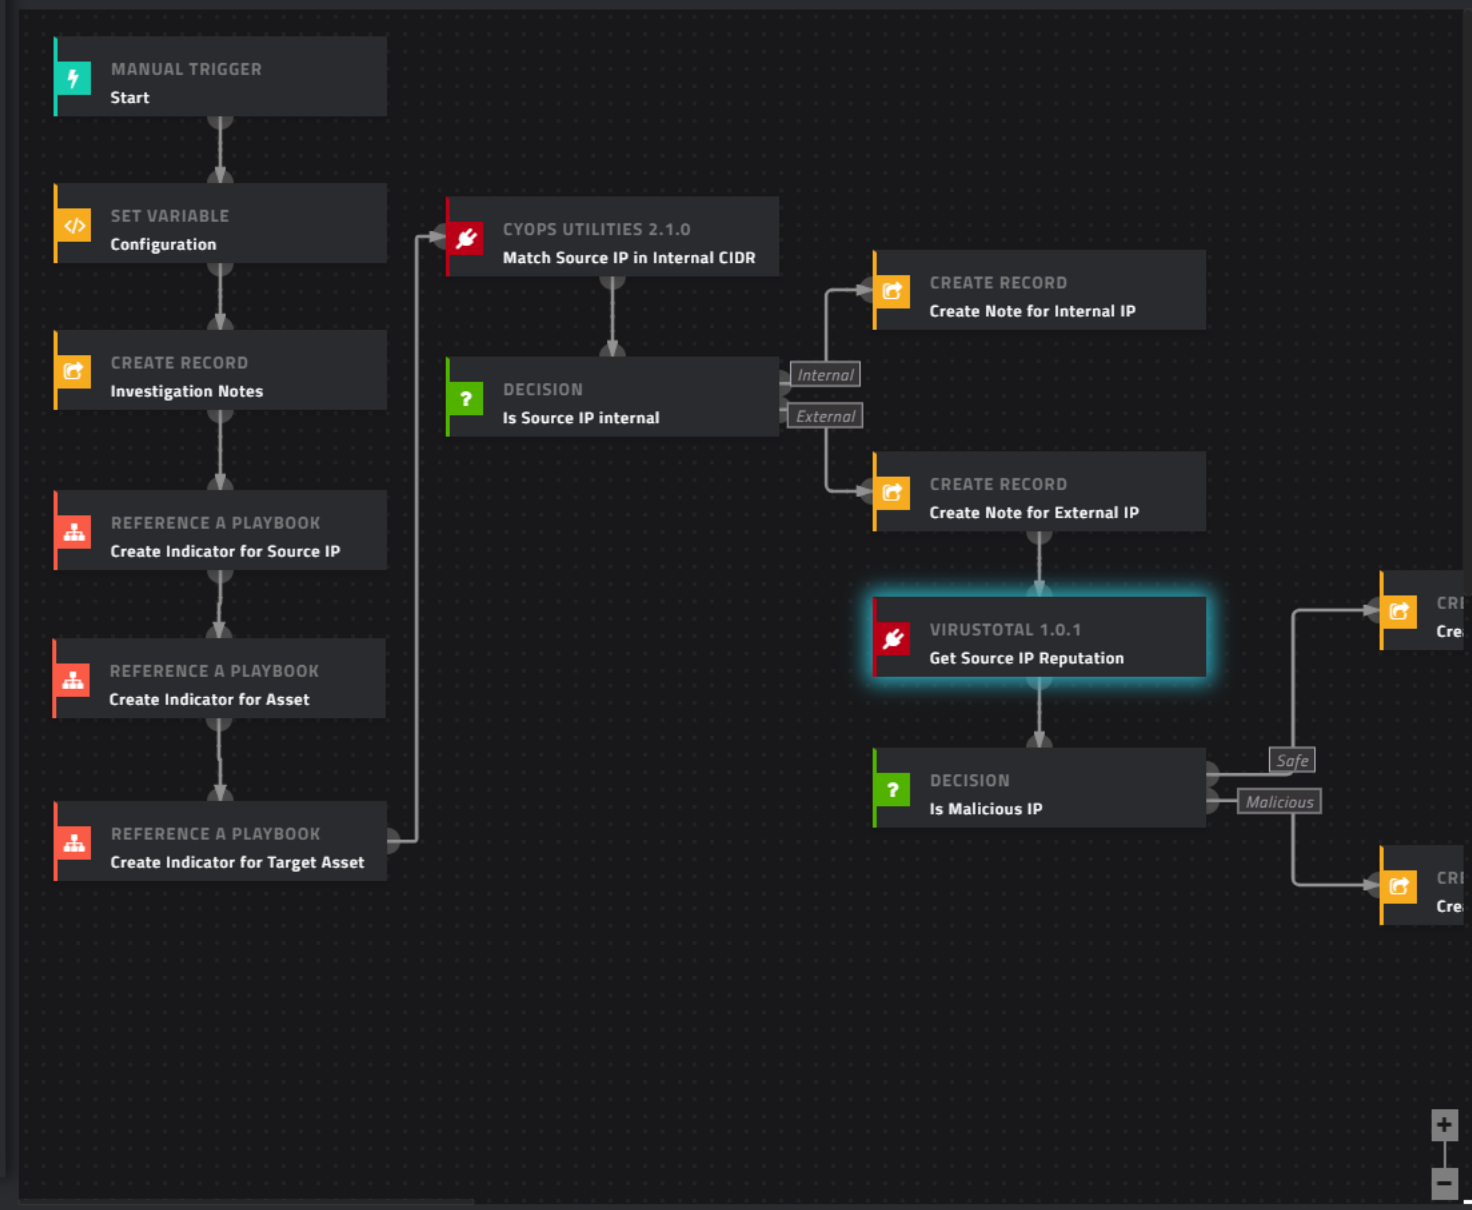 MANUAL TRIGGER
Start
SET VARIABLE
Configuration
CREATE RECORD
Investigation Notes
REFERENCE A PLAYBOOK
Create Indicator for Source IP
REFERENCE A PLAYBOOK
Create Indicator for Asset
REFERENCE A PLAYBOOK
Create Indicator for Target Asset
CYOPS UTILITIES 2.1.0
Match Source IP in Internal CIDR
DECISION
Is Source IP internal
Internal
External
CREATE RECORD
Create Note for Internal IP
CREATE RECORD
Create Note for External IP
VIRUSTOTAL 1.0.1
Get Source IP Reputation
DECISION
Is Malicious IP
Safe
Malicious